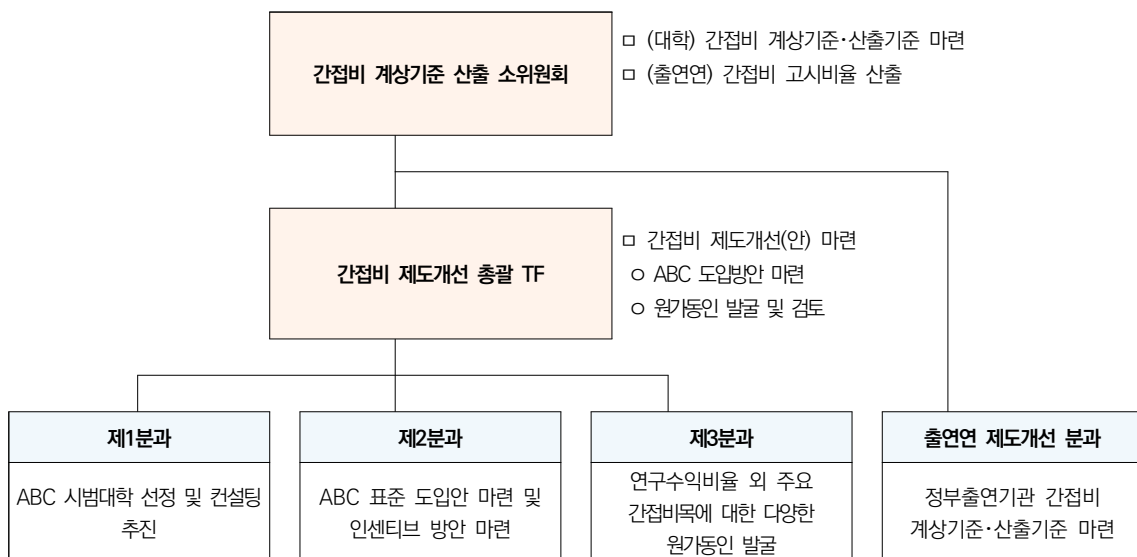 간접비 계상기준 산출 소위원회
□ (대학) 간접비 계상기준·산출기준 마련
□ (출연연) 간접비 고시비율 산출
간접비 제도개선 총괄 TF
□ 간접비 제도개선(안) 마련
○ ABC 도입방안 마련
○ 원가동인 발굴 및 검토
제1분과
ABC 시범대학 선정 및 컨설팅
추진
제2분과
ABC 표준 도입안 마련 및
인센티브 방안 마련
제3분과
연구수익비율 외 주요
간접비목에 대한 다양한
원가동인 발굴
출연연 제도개선 분과
정부출연기관 간접비
계상기준·산출기준 마련